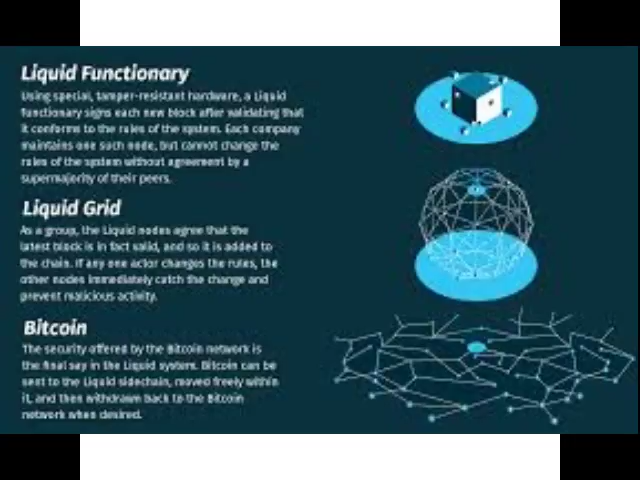 Liquid Functionary
Using special, tamper-resistant hardware, a Liquid
functionary signs each new block after validating that
it conforms to the rules of the system. Each company
maintains one such node, but cannot change the
rules of the system without agreement by a
supermajority of their peers.
Liquid Grid
As a group, the Liquid nodes agree that the
latest block is in fact valid, and so it is added to
the chain. If any one actor changes the rules, the
other nodes immediately catch the change and
prevent malicious activity.
Bitcoin
The security offered by the Bitcoin network is
the final say in the Liquid system. Bitcoin can be
sent to the Liquid sidechain, moved freely within
it, and then withdrawn back to the Bitcoin
network when desired.